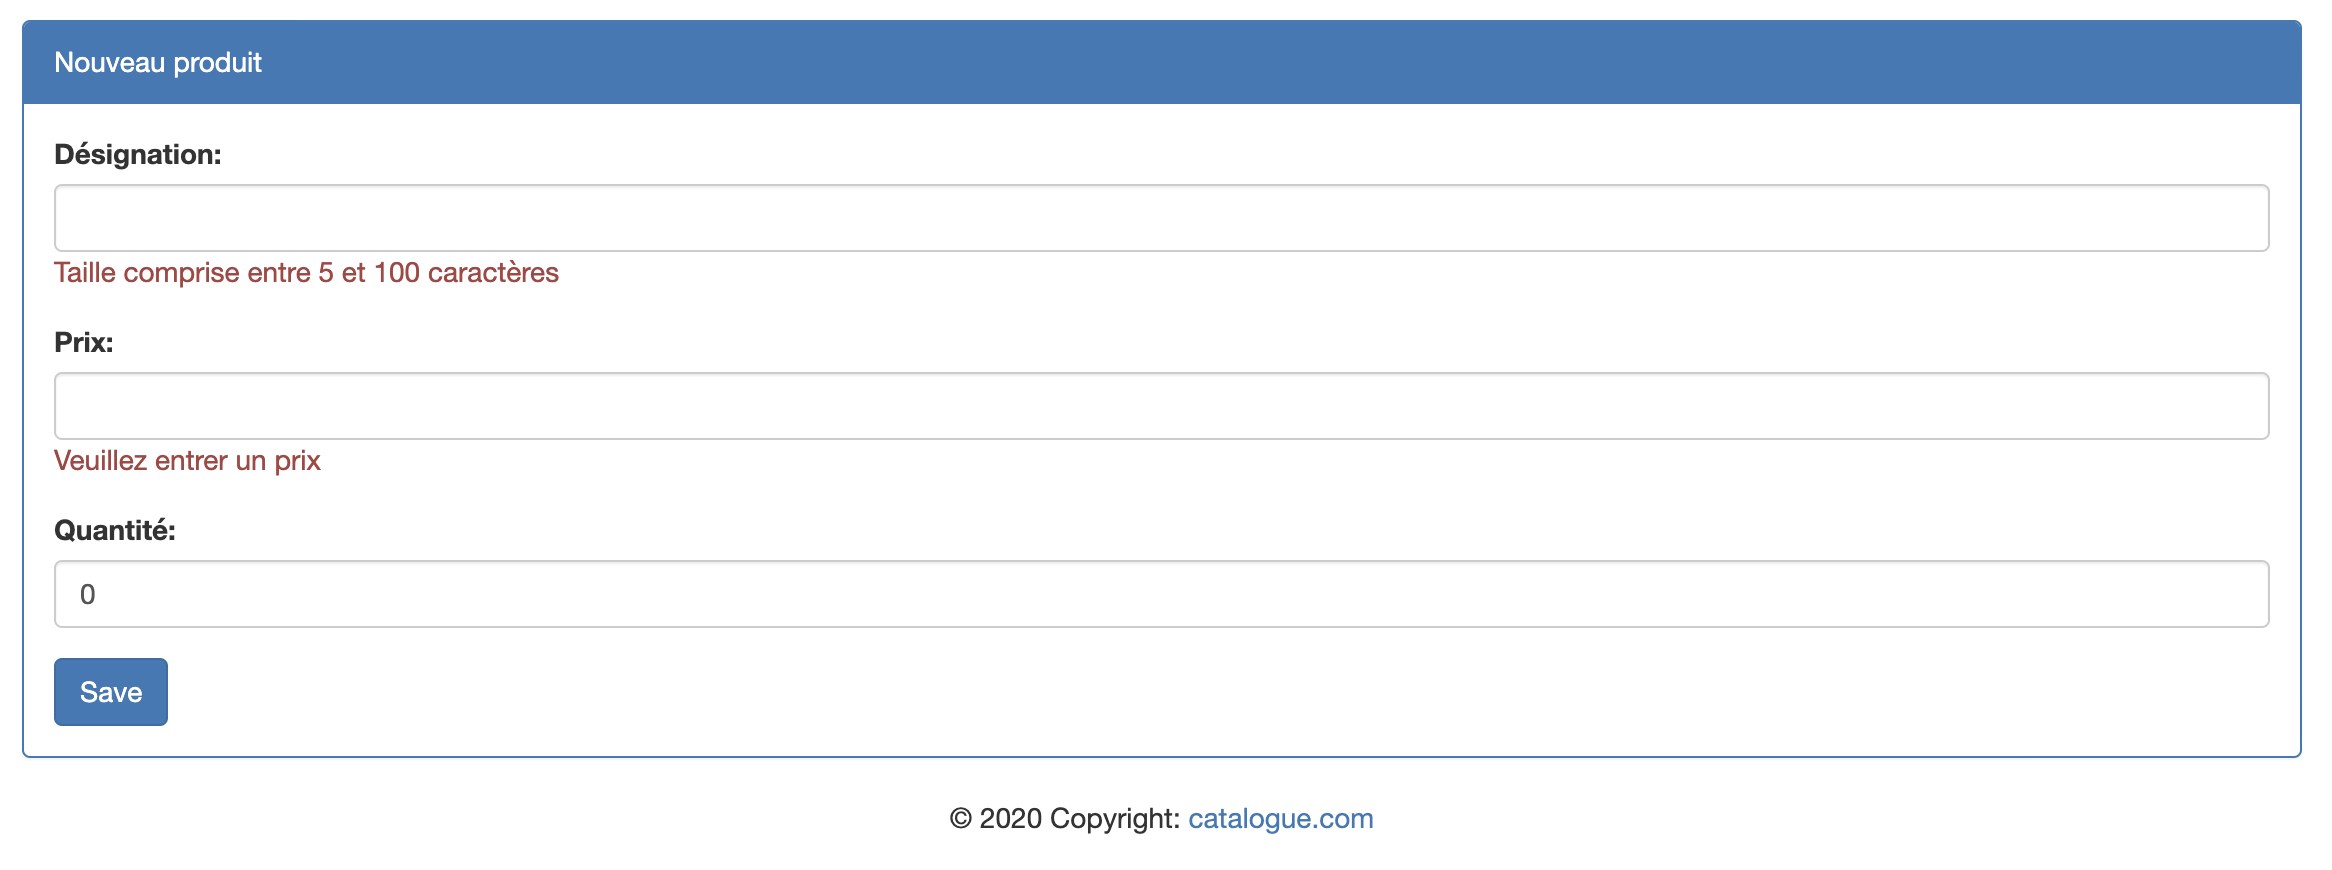 Nouveau produit
Désignation:
Taille comprise entre 5 et 100 caractères
Prix:
Veuillez entrer un prix
Quantité:
0
Save
© 2020 Copyright: catalogue.com